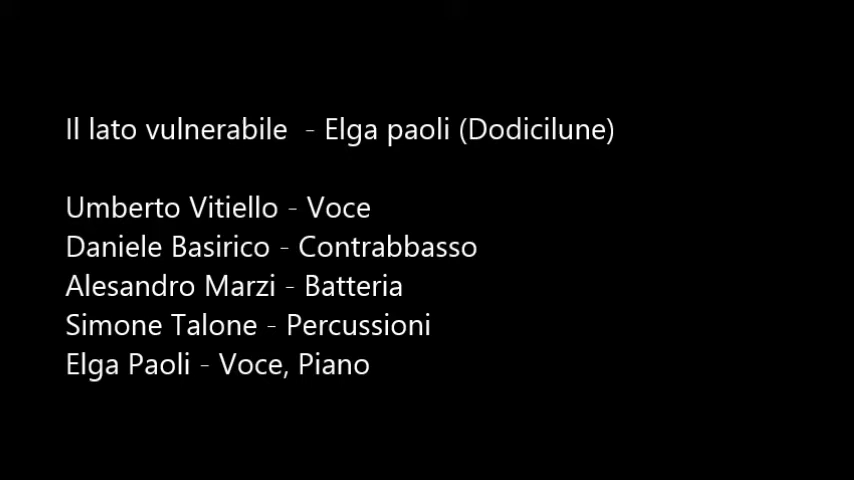 Il lato vulnerabile - Elga paoli (Dodicilune)
Umberto Vitiello - Voce
Daniele Basirico - Contrabbasso
Alesandro Marzi - Batteria
Simone Talone - Percussioni
Elga Paoli - Voce, Piano